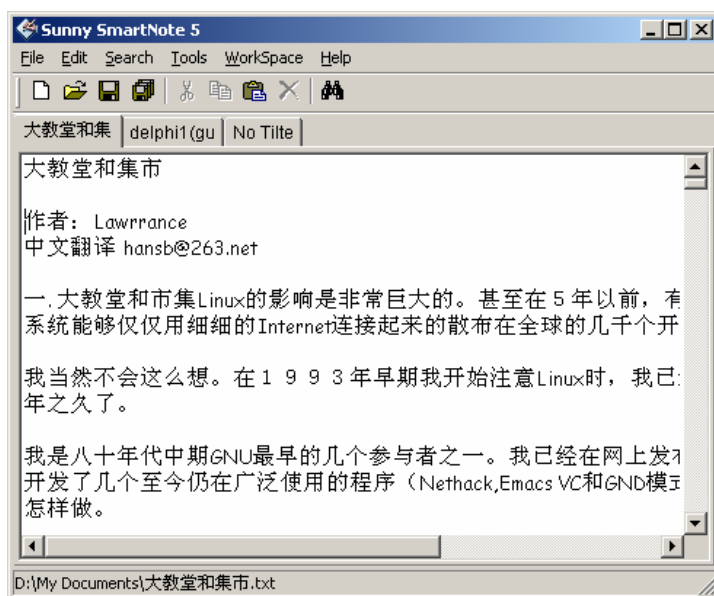 Sunny SmartNote 5
File Edit Search Tools WorkSpace Help
大教堂和集 delphi1(gu No Tilte
大教堂和集市
作者：Lawrrance
中文翻译 hansb@263.net
一.大教堂和市集Linux的影响是非常巨大的。甚至在５年以前，有
系统能够仅仅用细细的Internet连接起来的散布在全球的几千个开
我当然不会这么想。在１９９３年早期我开始注意Linux时，我已
年之久了。
我是八十年代中期GNU最早的几个参与者之一。我已经在网上发布
开发了几个至今仍在广泛使用的程序（Nethack,Emacs VC和GND模式
怎样做。
D:\My Documents\大教堂和集市.txt